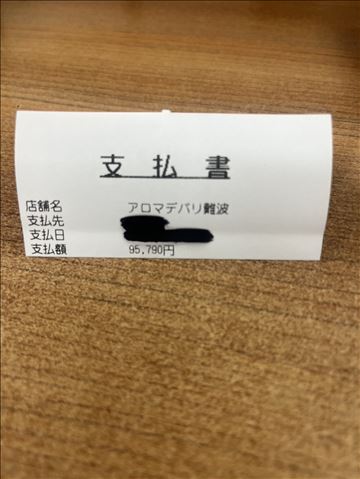 支払書
店舗名 アロマデバリ難波
支払先
支払日
支払額 95,790円